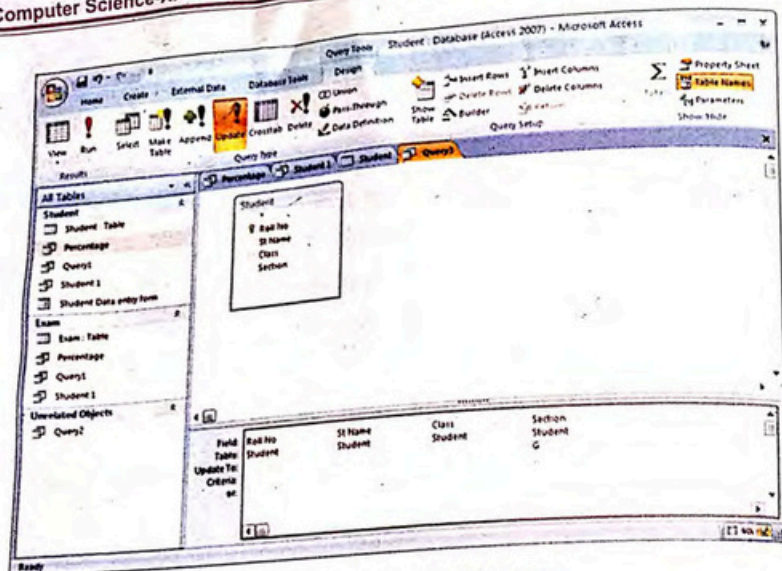 Computer Science
Query Tools
Student : Database (Access 2007) - Microsoft Access
Home
Create
External Data
Database Tools
Design
View
Run
Select
Make Table
Append
Update
Crosstab
Delete
Union
Pass-Through
Data Definition
Show Table
Insert Rows
Delete Rows
Builder
Insert Columns
Delete Columns
Return
Property Sheet
Table Names
Parameters
Results
Query Type
Query Setup
Show/Hide
All Tables
Percentage
Student 1
Student
Query3
Student
Student : Table
Percentage
Query1
Student 1
Student Data entry form
Exam
Exam : Table
Percentage
Query1
Student 1
Unrelated Objects
Query2
Student
*
Roll No
St Name
Class
Section
Field: Roll No St Name Class Section
Table: Student Student Student Student
Update To: G
Criteria:
or:
Ready